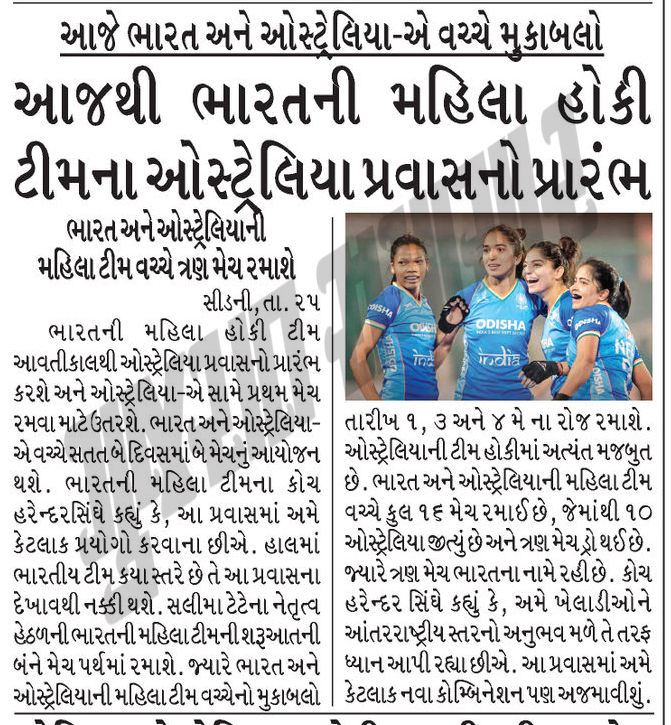 આજે ભારત અને ઓસ્ટ્રેલિયા-એ વચ્ચે મુકાબલો
આજથી ભારતની મહિલા હોકી
ટીમના ઓસ્ટ્રેલિયા પ્રવાસનો પ્રારંભ
ભારત અને ઓસ્ટ્રેલિયાની
મહિલા ટીમ વચ્ચે ત્રણ મેચ રમાશે
સીડની, તા. ૨૫
ભારતની મહિલા હોકી ટીમ
આવતીકાલથી ઓસ્ટ્રેલિયા પ્રવાસનો પ્રારંભ
કરશે અને ઓસ્ટ્રેલિયા-એ સામે પ્રથમ મેચ
રમવા માટે ઉતરશે. ભારત અને ઓસ્ટ્રેલિયા-
એ વચ્ચે સતત બે દિવસમાં બે મેચનું આયોજન
થશે. ભારતની મહિલા ટીમના કોચ
હરેન્દરસિંઘે કહ્યું કે, આ પ્રવાસમાં અમે
કેટલાક પ્રયોગો કરવાના છીએ. હાલમાં
ભારતીય ટીમ કયા સ્તરે છે તે આ પ્રવાસના
દેખાવથી નક્કી થશે. સલીમા ટેટેના નેતૃત્વ
હેઠળની ભારતની મહિલા ટીમની શરૂઆતની
બંને મેચ પર્થમાં રમાશે. જ્યારે ભારત અને
ઓસ્ટ્રેલિયાની મહિલા ટીમ વચ્ચેનો મુકાબલો
ODISHA
ODISHA
INDIA'S BEST KEPT SECRET
india
તારીખ ૧, ૩ અને ૪ મે ના રોજ રમાશે.
ઓસ્ટ્રેલિયાની ટીમ હોકીમાં અત્યંત મજબુત
છે. ભારત અને ઓસ્ટ્રેલિયાની મહિલા ટીમ
વચ્ચે કુલ ૧૬ મેચ રમાઈ છે, જેમાંથી ૧૦
ઓસ્ટ્રેલિયા જીત્યું છે અને ત્રણ મેચ ડ્રો થઈ છે.
જ્યારે ત્રણ મેચ ભારતના નામે રહી છે. કોચ
હરેન્દર સિંઘે કહ્યું કે, અમે ખેલાડીઓને
આંતરરાષ્ટ્રીય સ્તરનો અનુભવ મળે તે તરફ
ધ્યાન આપી રહ્યા છીએ. આ પ્રવાસમાં અમે
કેટલાક નવા કોમ્બિનેશન પણ અજમાવીશું.